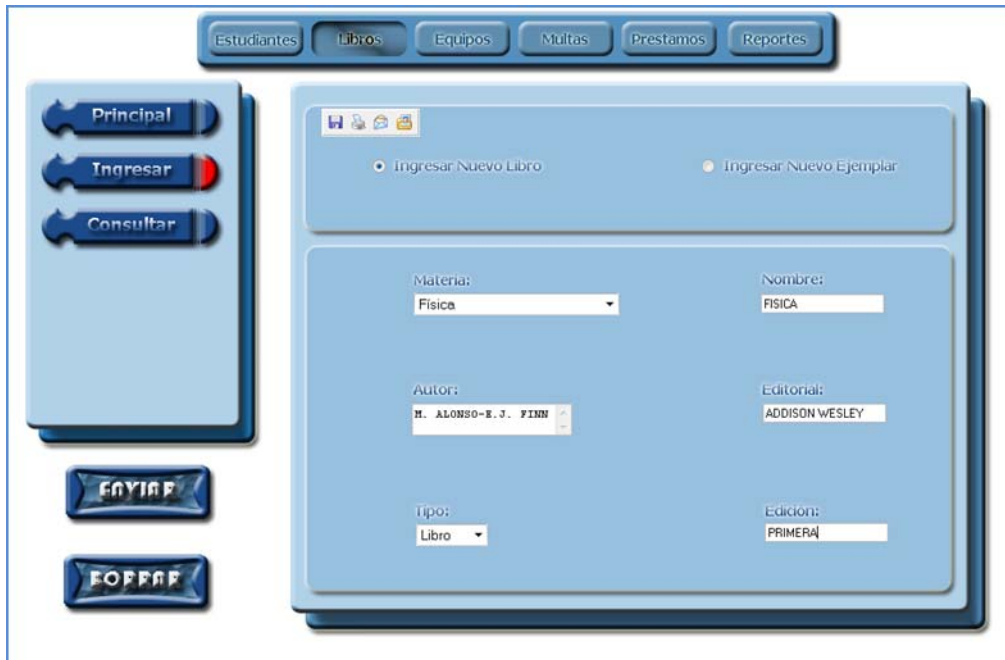 Estudiantes Libros Equipos Multas Prestamos Reportes
Principal
Ingresar
Consultar
Ingresar Nuevo Libro Ingresar Nuevo Ejemplar
Materia: Nombre:
Física FISICA
Autor: Editorial:
M. ALONSO-E.J. FINN ADDISON WESLEY
Tipo: Edición:
Libro PRIMERA
ENVIAR
BORRAR